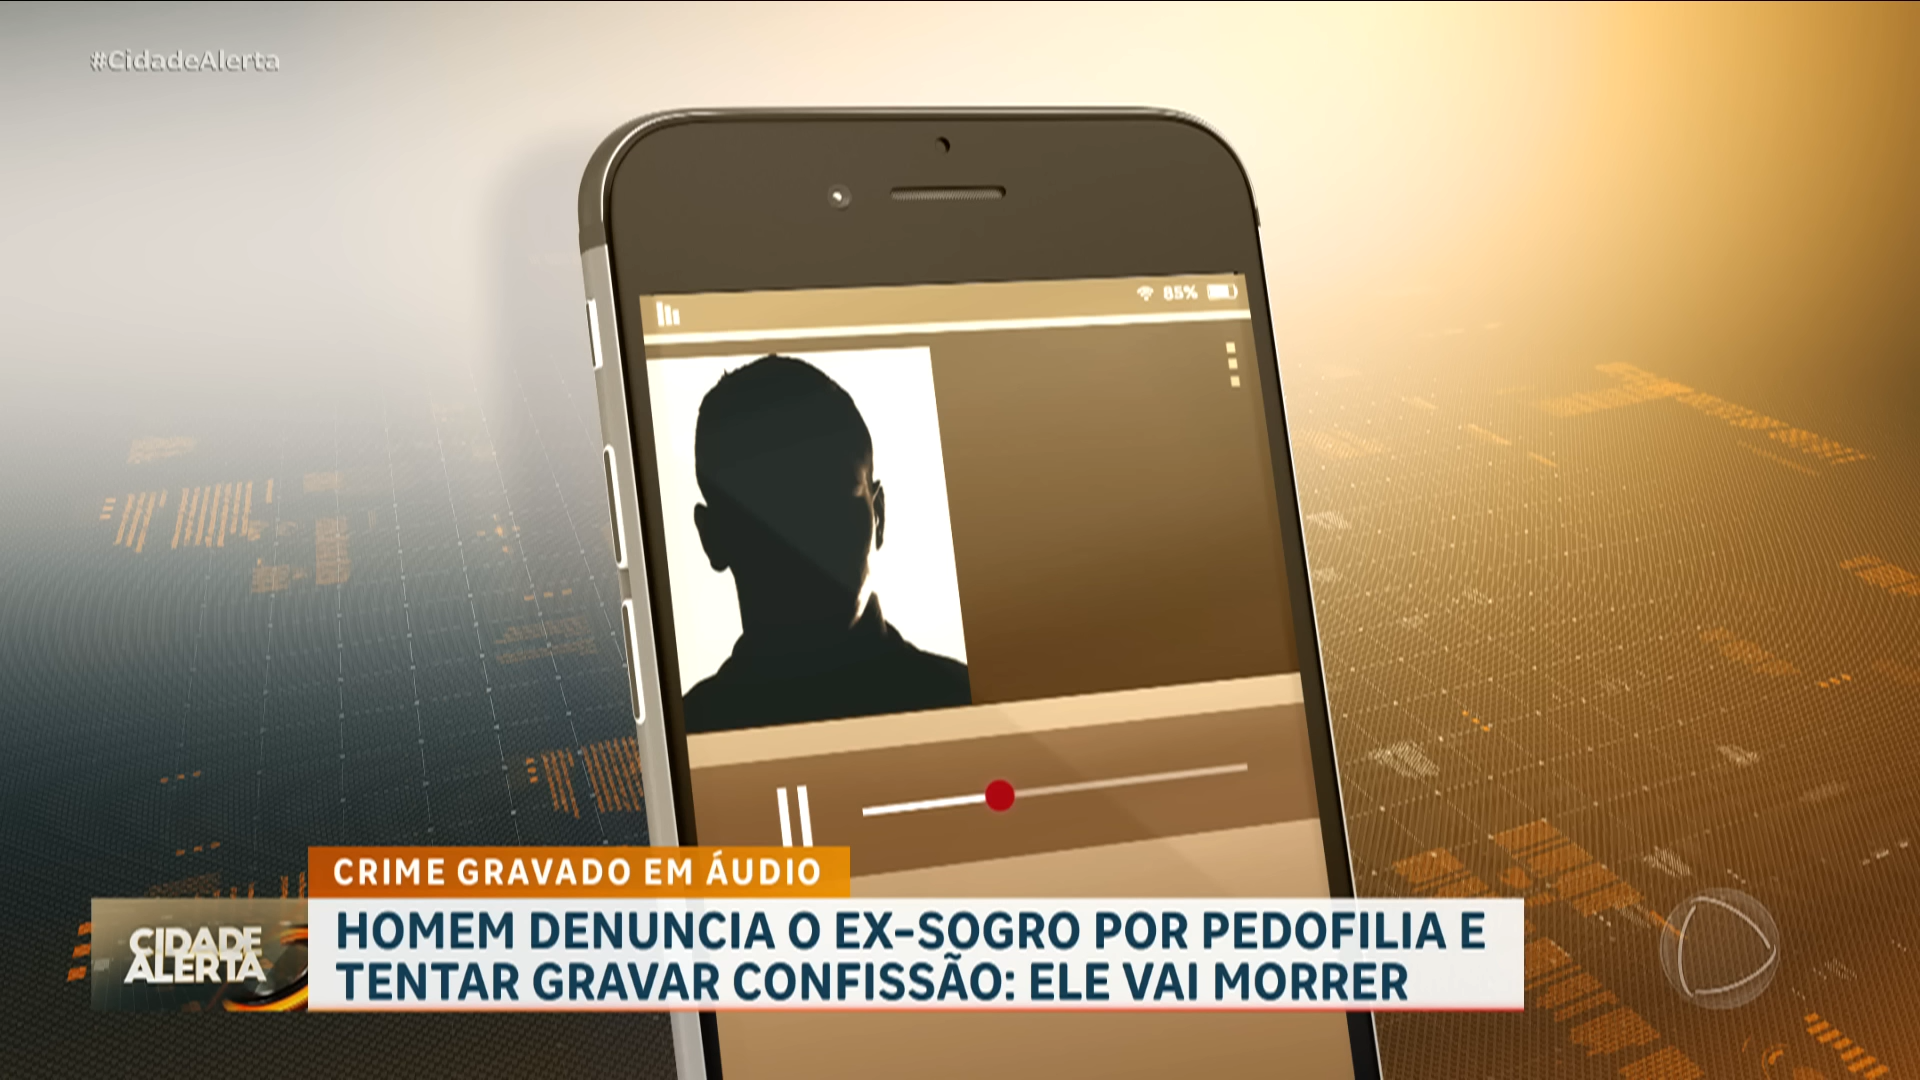 #CidadeAlerta
85%
CRIME GRAVADO EM ÁUDIO
CIDADE
ALERTA
HOMEM DENUNCIA O EX-SOGRO POR PEDOFILIA E
TENTAR GRAVAR CONFISSÃO: ELE VAI MORRER